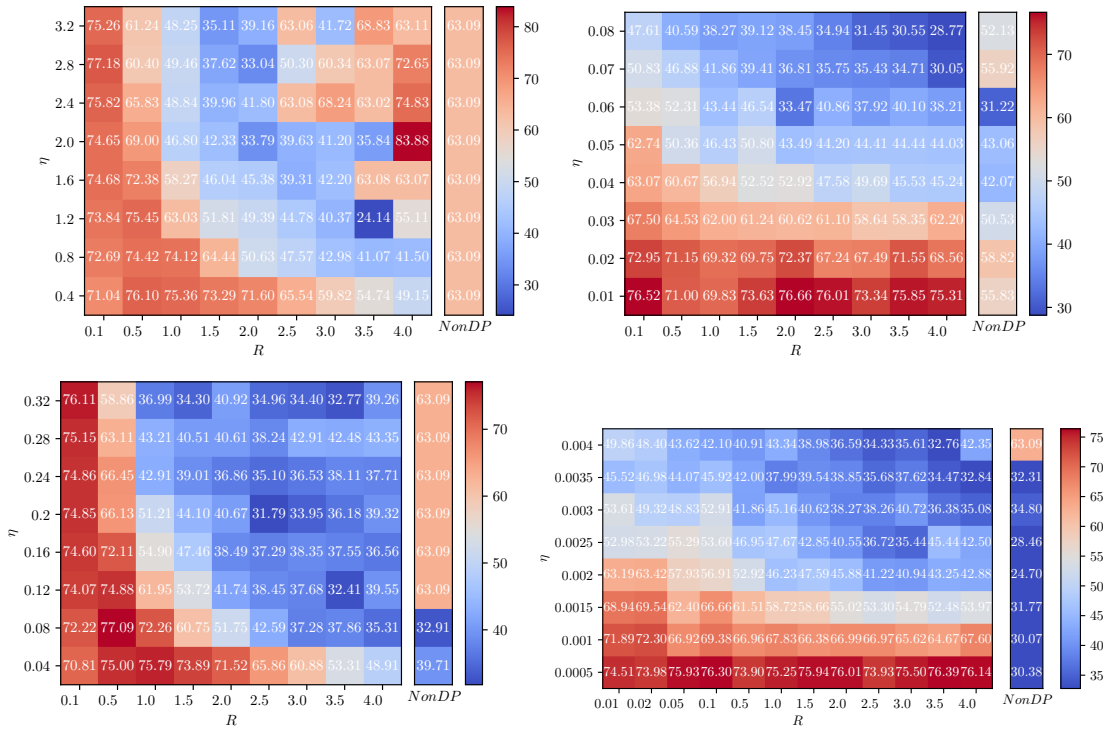 3.2 75.26 61.24 48.25 35.11 39.16 63.06 41.72 68.83 63.11 63.09
2.8 77.18 60.40 49.46 37.62 33.04 50.30 60.34 63.07 72.65 63.09 80
2.4 75.82 65.83 48.84 39.96 41.80 63.08 68.24 63.02 74.83 63.09 70
2.0 74.65 69.00 46.80 42.33 33.79 39.63 41.20 35.84 83.88 63.09 60
η
1.6 74.68 72.38 58.27 46.04 45.38 39.31 42.20 63.08 63.07 63.09 50
1.2 73.84 75.45 63.03 51.81 49.39 44.78 40.37 24.14 55.11 63.09 40
0.8 72.69 74.42 74.12 64.44 50.63 47.57 42.98 41.07 41.50 63.09
0.4 71.04 76.10 75.36 73.29 71.60 65.54 59.82 54.74 49.15 63.09 30
0.1 0.5 1.0 1.5 2.0 2.5 3.0 3.5 4.0 NonDP
R
0.08 47.61 40.59 38.27 39.12 38.45 34.94 31.45 30.55 28.77 52.13
0.07 50.83 46.88 41.86 39.41 36.81 35.75 35.43 34.71 30.05 55.92 70
0.06 53.38 52.31 43.44 46.54 33.47 40.86 37.92 40.10 38.21 31.22 60
0.05 62.74 50.36 46.43 50.80 43.49 44.20 44.41 44.44 44.03 43.06
η
0.04 63.07 60.67 56.94 52.52 52.92 47.58 49.69 45.53 45.24 42.07 50
0.03 67.50 64.53 62.00 61.24 60.62 61.10 58.64 58.35 62.20 50.53
0.02 72.95 71.15 69.32 69.75 72.37 67.24 67.49 71.55 68.56 58.82 40
0.01 76.52 71.00 69.83 73.63 76.66 76.01 73.34 75.85 75.31 55.83 30
0.1 0.5 1.0 1.5 2.0 2.5 3.0 3.5 4.0 NonDP
R
0.32 76.11 58.86 36.99 34.30 40.92 34.96 34.40 32.77 39.26 63.09
0.28 75.15 63.11 43.21 40.51 40.61 38.24 42.91 42.48 43.35 63.09 70
0.24 74.86 66.45 42.91 39.01 36.86 35.10 36.53 38.11 37.71 63.09 60
0.2 74.85 66.13 51.21 44.10 40.67 31.79 33.95 36.18 39.32 63.09
η
0.16 74.60 72.11 54.90 47.46 38.49 37.29 38.35 37.55 36.56 63.09 50
0.12 74.07 74.88 61.95 53.72 41.74 38.45 37.68 32.41 39.55 63.09
0.08 72.22 77.09 72.26 60.75 51.75 42.59 37.28 37.86 35.31 32.91 40
0.04 70.81 75.00 75.79 73.89 71.52 65.86 60.88 53.31 48.91 39.71
0.1 0.5 1.0 1.5 2.0 2.5 3.0 3.5 4.0 NonDP
R
0.004 49.86 48.40 43.62 42.10 40.91 43.34 38.98 36.59 34.33 35.61 32.76 42.35 63.09 75
0.0035 45.52 46.98 44.07 45.92 42.00 37.99 39.54 38.85 35.68 37.62 34.47 32.84 32.31 70
0.003 53.61 49.32 48.83 52.91 41.86 45.16 40.62 38.27 38.26 40.72 36.38 35.08 34.80 65
0.0025 52.98 53.22 55.29 53.60 46.95 47.67 42.85 40.55 36.72 35.44 45.44 42.50 28.46 60
η
0.002 63.19 63.42 57.93 56.91 52.92 46.23 47.59 45.88 41.22 40.94 43.25 42.88 24.70 55
0.0015 68.94 69.54 62.40 66.66 61.51 58.72 58.66 55.02 53.30 54.79 52.48 53.97 31.77 50
0.001 71.89 72.30 66.92 69.38 66.96 67.83 66.38 66.99 66.97 65.62 64.67 67.60 30.07 45 40
0.0005 74.51 73.98 75.93 76.30 73.90 75.25 75.94 76.01 73.93 75.50 76.39 76.14 30.38 35
0.01 0.02 0.05 0.1 0.5 1.0 1.5 2.0 2.5 3.0 3.5 4.0 NonDP
R